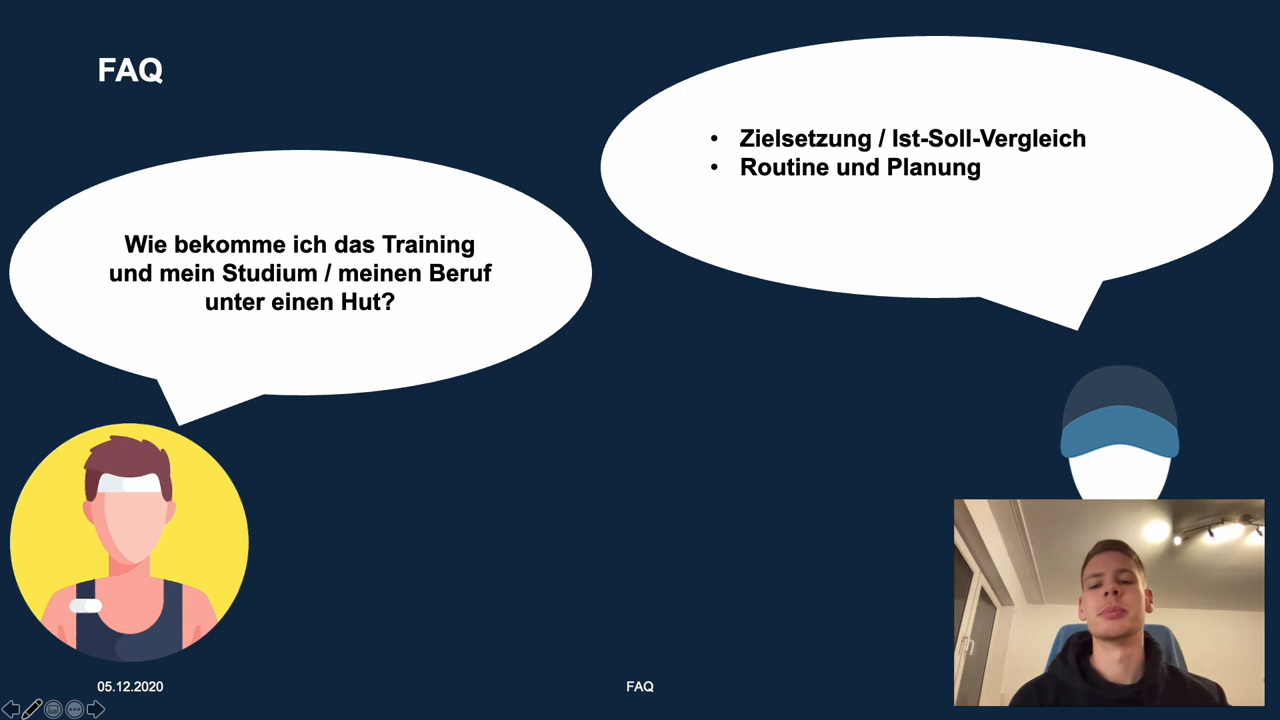 FAQ
Wie bekomme ich das Training
und mein Studium / meinen Beruf
unter einen Hut?
• Zielsetzung / Ist-Soll-Vergleich
• Routine und Planung
05.12.2020
FAQ